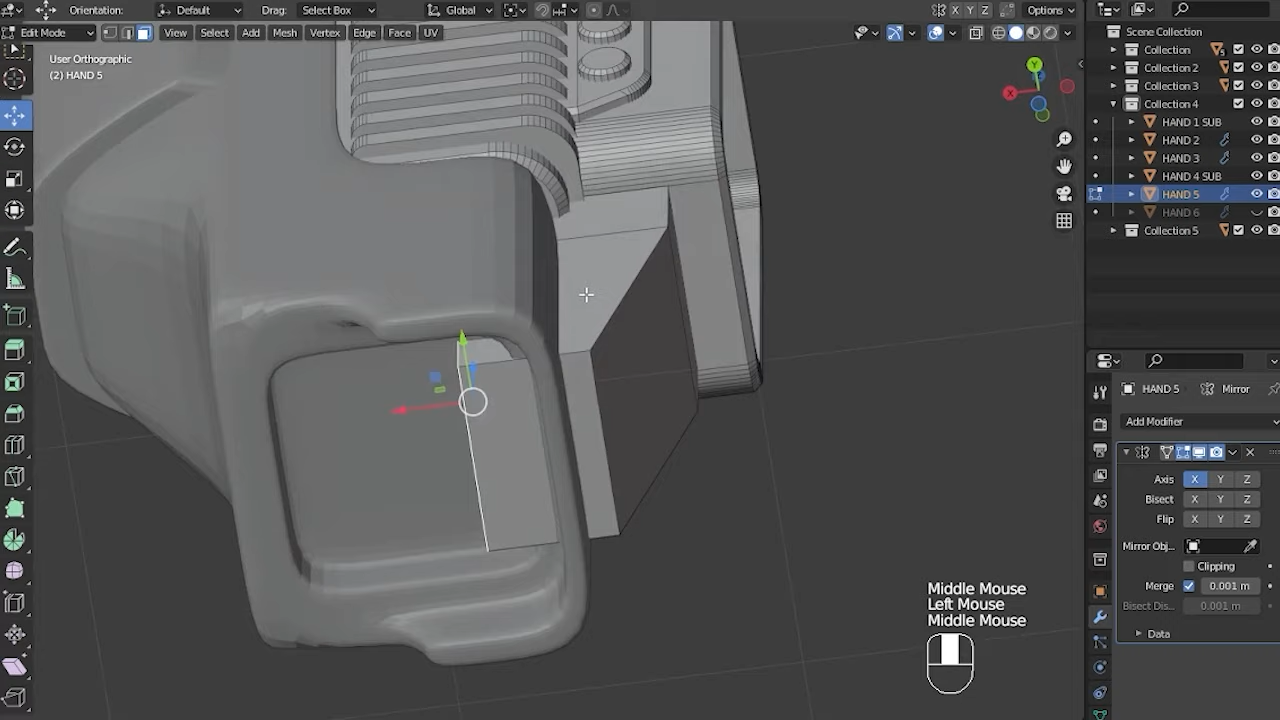 Orientation: Default Drag: Select Box Global X Y Z Options
Edit Mode View Select Add Mesh Vertex Edge Face UV
User Orthographic
(2) HAND 5
Y
X
Scene Collection
Collection 5
Collection 2
Collection 3
Collection 4
HAND 1 SUB
HAND 2
HAND 3
HAND 4 SUB
HAND 5
HAND 6
Collection 5
HAND 5 Mirror
Add Modifier
Axis X Y Z
Bisect X Y Z
Flip X Y Z
Mirror Obj..
Clipping
Merge 0.001 m
Bisect Dis... 0.001 m
Data
Middle Mouse
Left Mouse
Middle Mouse